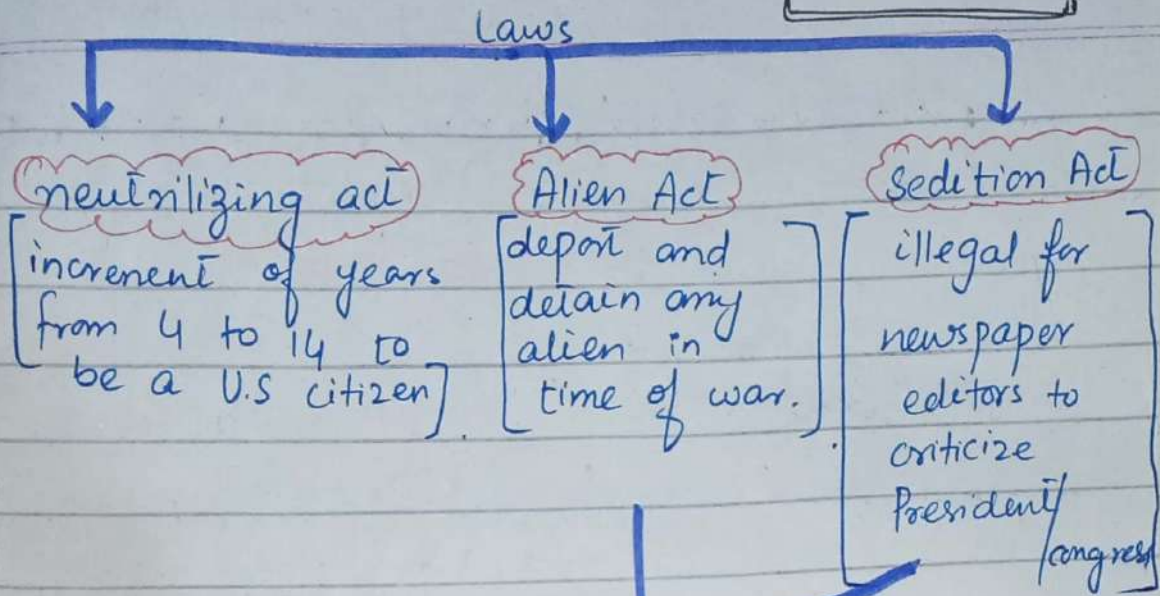 Laws
neutrilizing act
increnent of years
from 4 to 14 to
be a U.S citizen
Alien Act
deport and
detain any
alien in
time of war.
Sedition Act
illegal for
newspaper
editors to
criticize
President/
congress